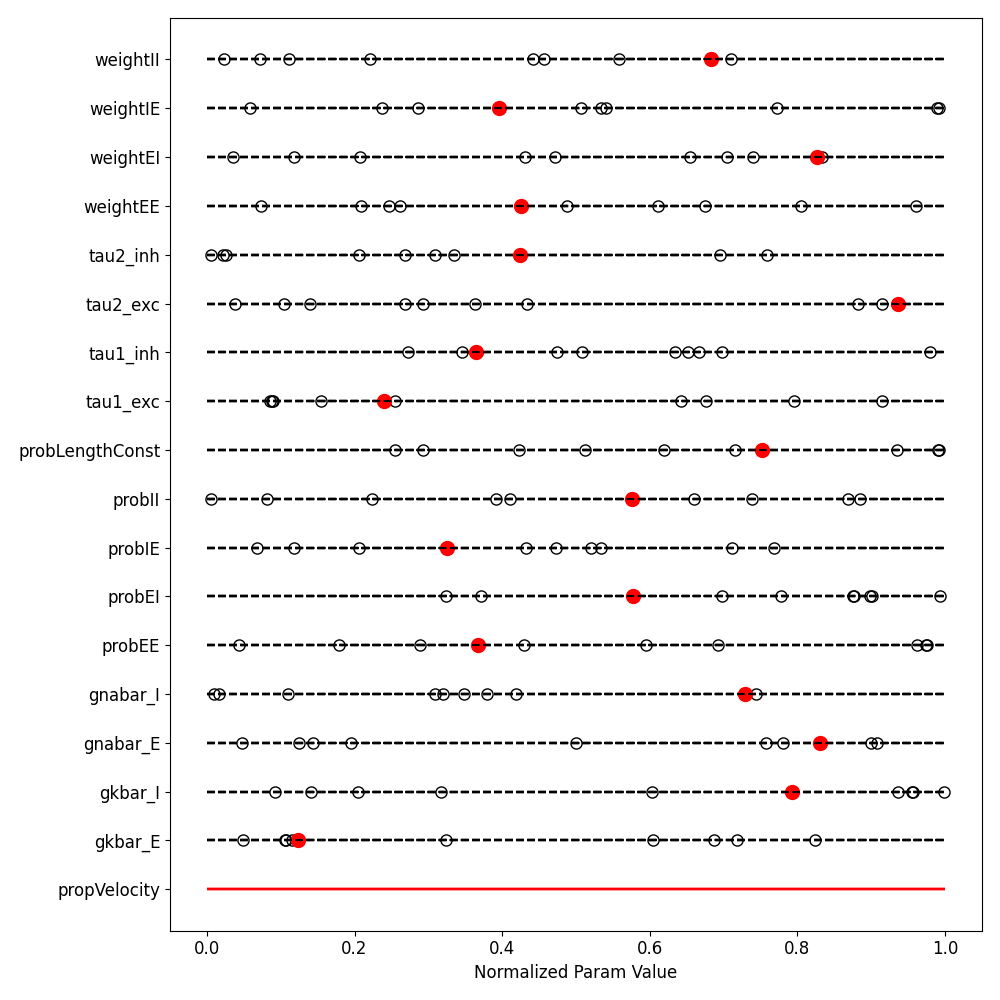 weightII
weightIE
weightEI
weightEE
tau2_inh
tau2_exc
tau1_inh
tau1_exc
probLengthConst
probII
probIE
probEI
probEE
gnabar_I
gnabar_E
gkbar_I
gkbar_E
propVelocity
0.0 0.2 0.4 0.6 0.8 1.0
Normalized Param Value